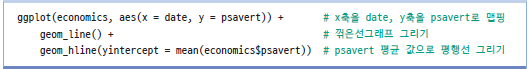 ggplot(economics, aes(x = date, y = psavert)) + # x축을 date, y축을 psavert로 맵핑
geom_line() + # 꺾은선그래프 그리기
geom_hline(yintercept = mean(economics$psavert)) # psavert 평균 값으로 평행선 그리기